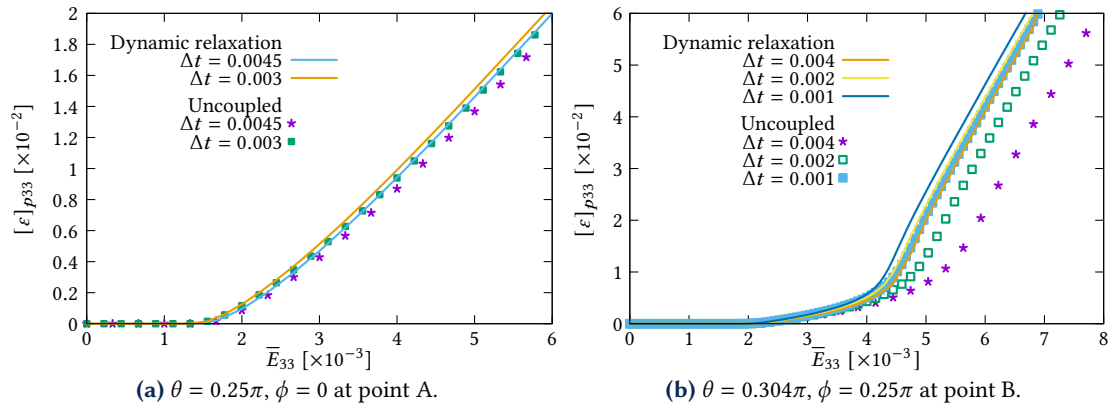 2
1.8
1.6
1.4
1.2
1
0.8
0.6
0.4
0.2
0
[ε]p33 [×10⁻²]
Dynamic relaxation
Δt = 0.0045
Δt = 0.003
Uncoupled
Δt = 0.0045
Δt = 0.003
0 1 2 3 4 5 6
E̅33 [×10⁻³]
(a) θ = 0.25π, ϕ = 0 at point A.
6
5
4
3
2
1
0
[ε]p33 [×10⁻²]
Dynamic relaxation
Δt = 0.004
Δt = 0.002
Δt = 0.001
Uncoupled
Δt = 0.004
Δt = 0.002
Δt = 0.001
0 1 2 3 4 5 6 7 8
E̅33 [×10⁻³]
(b) θ = 0.304π, ϕ = 0.25π at point B.